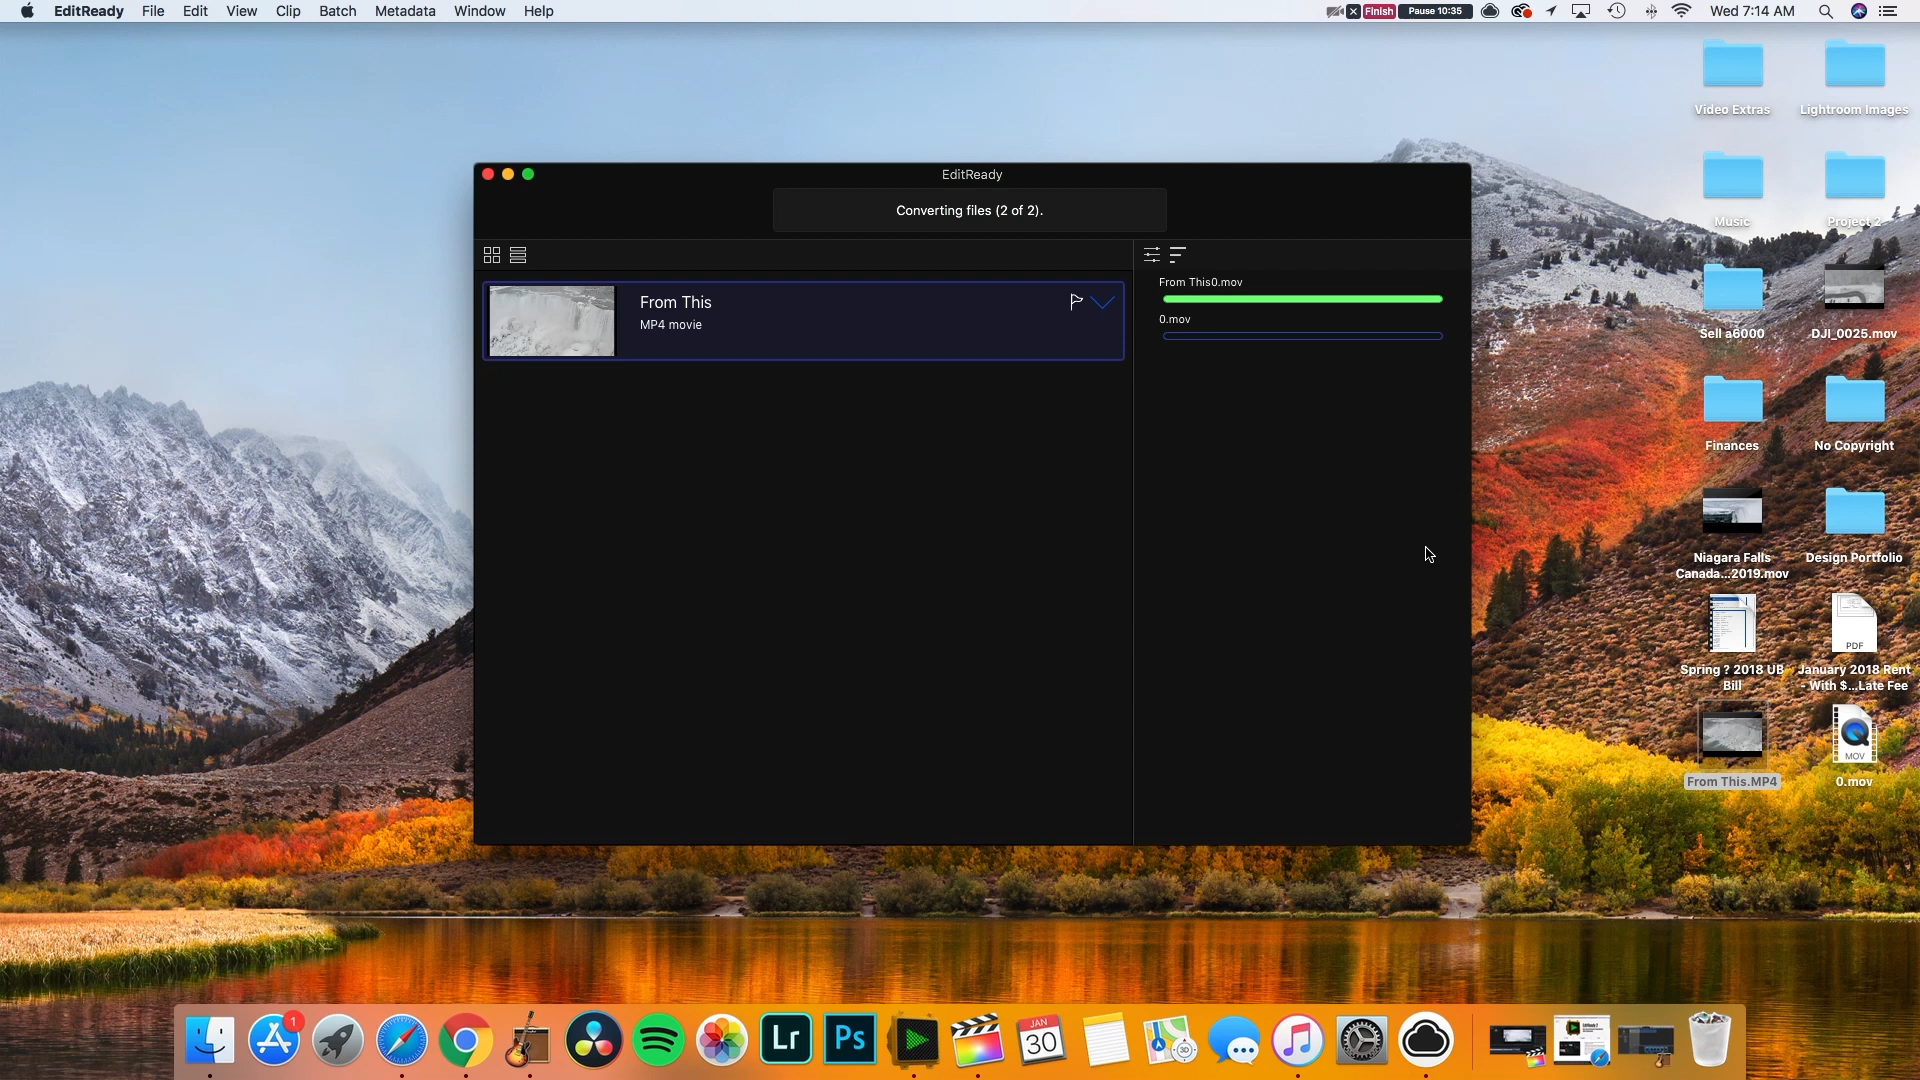 EditReady File Edit View Clip Batch Metadata Window Help
Finish Pause 10:35 Wed 7:14 AM
Video Extras
Lightroom Images
Music
Project 2
Sell a6000
DJI_0025.mov
Finances
No Copyright
Niagara Falls
Canada...2019.mov
Design Portfolio
PDF
Spring ? 2018 UB
Bill
January 2018 Rent
- With $...Late Fee
MOV
From This.MP4
0.mov
EditReady
Converting files (2 of 2).
From This
MP4 movie
From This0.mov
0.mov
1
Lr
Ps
JAN
30
3D